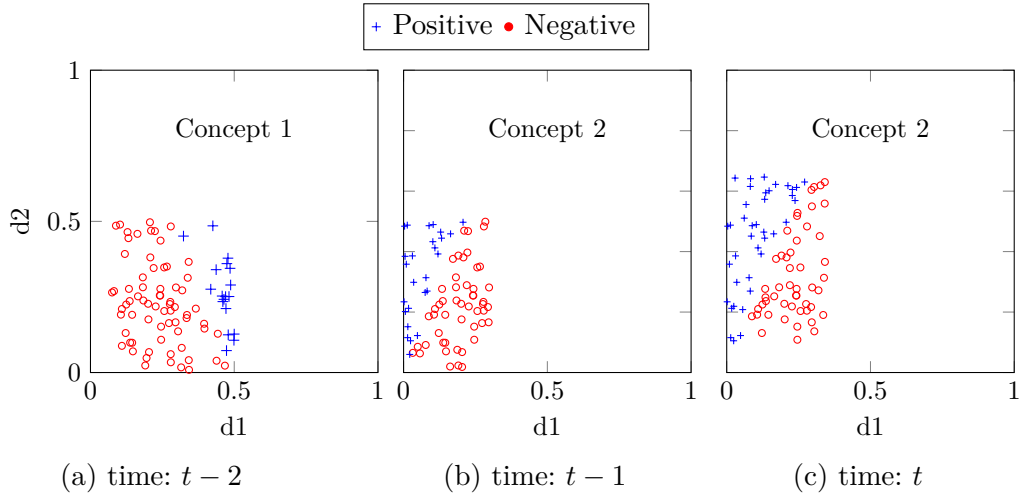 Positive Negative
1
0.5
0
d2
Concept 1
0 0.5 1
d1
(a) time: t − 2
Concept 2
0 0.5 1
d1
(b) time: t − 1
Concept 2
0 0.5 1
d1
(c) time: t